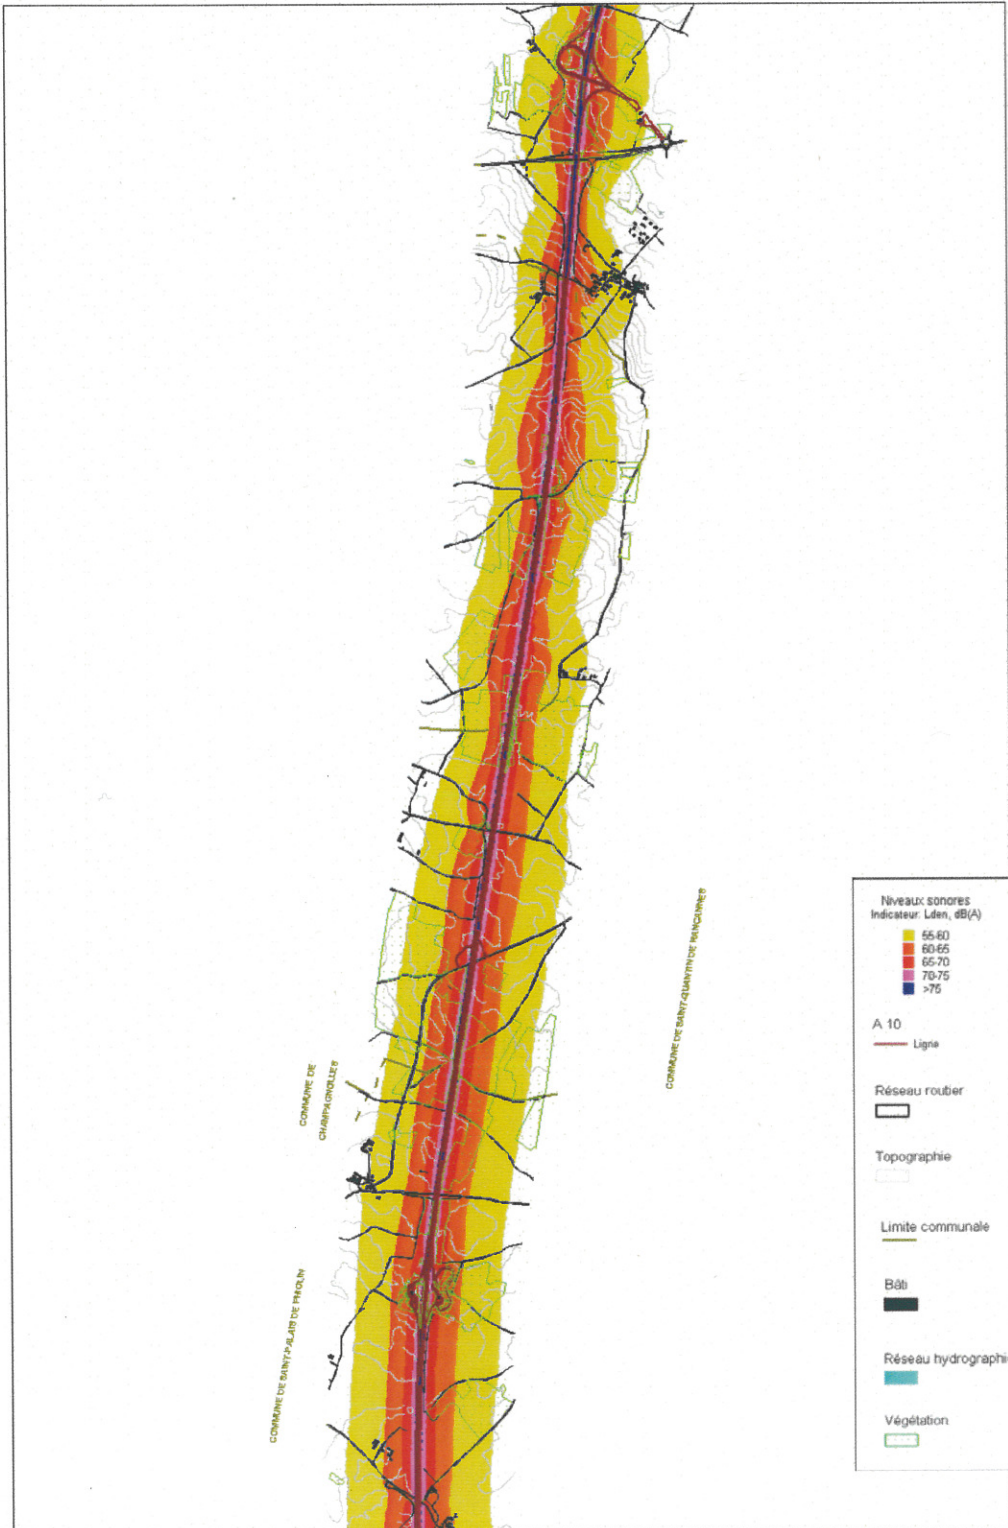 COMMUNE DE SAINT-QUANTIN DE RANCANNES
COMMUNE DE
CHAMPAGNOLLES
COMMUNE DE SAINT-PALAIS DE PHIOLIN
Niveaux sonores
Indicateur: Lden, dB(A)
55-60
60-65
65-70
70-75
>75
A 10
Ligne
Réseau routier
Topographie
Limite communale
Bâti
Réseau hydrographi
Végétation